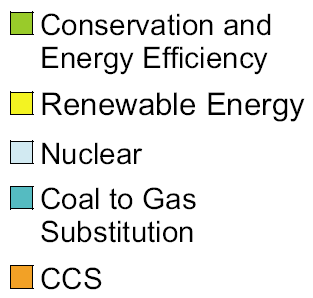 Conservation and
Energy Efficiency
Renewable Energy
Nuclear
Coal to Gas
Substitution
CCS